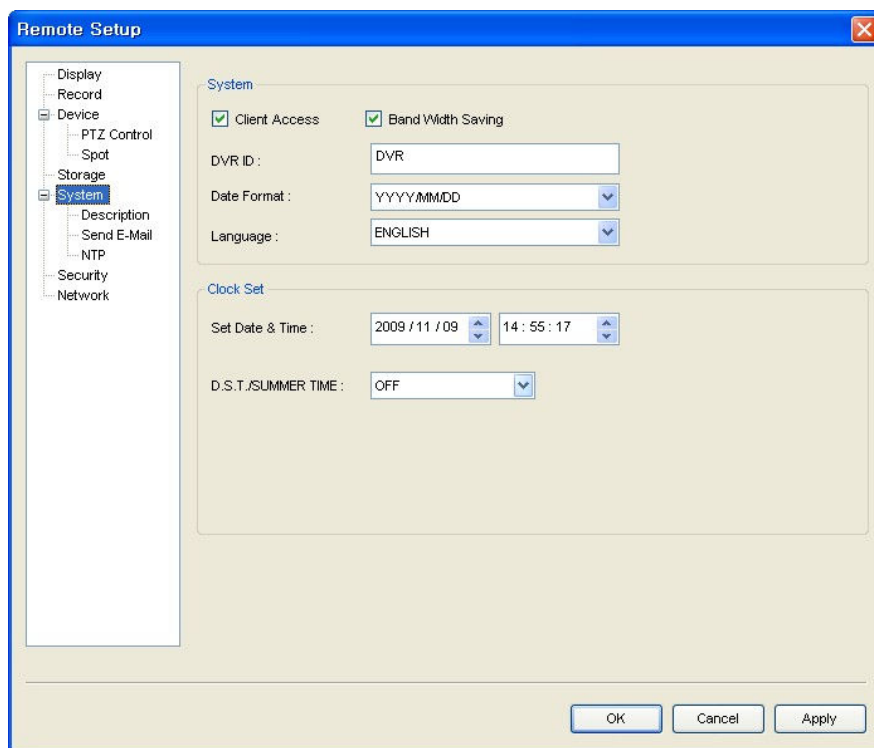 Remote Setup
Display
Record
Device
PTZ Control
Spot
Storage
System
Description
Send E-Mail
NTP
Security
Network
System
Client Access
Band Width Saving
DVR ID :
DVR
Date Format :
YYYY/MM/DD
Language :
ENGLISH
Clock Set
Set Date & Time :
2009 / 11 / 09
14 : 55 : 17
D.S.T./SUMMER TIME :
OFF
OK
Cancel
Apply